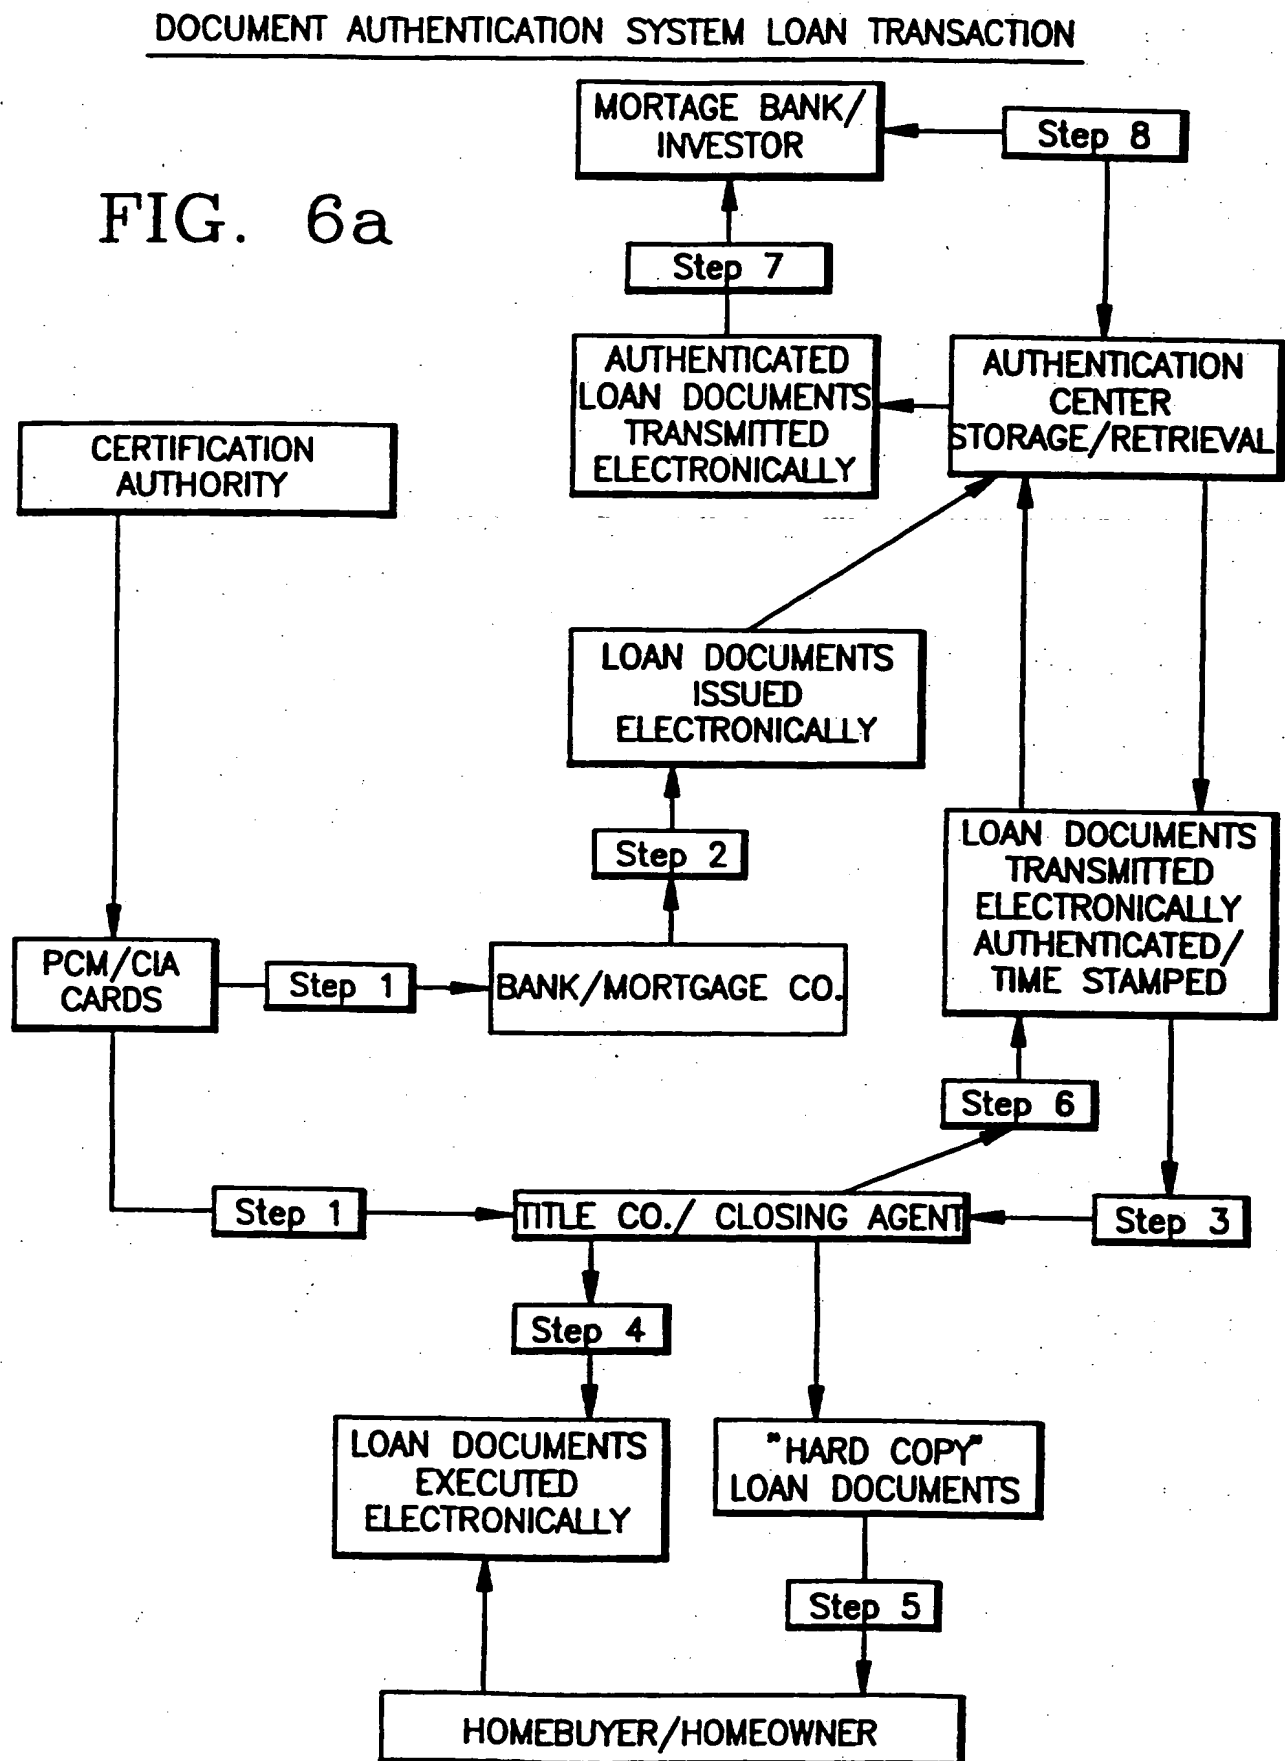 DOCUMENT AUTHENTICATION SYSTEM LOAN TRANSACTION
MORTAGE BANK/
INVESTOR
Step 8
FIG. 6a
Step 7
AUTHENTICATED
LOAN DOCUMENTS
TRANSMITTED
ELECTRONICALLY
AUTHENTICATION
CENTER
STORAGE/RETRIEVAL
CERTIFICATION
AUTHORITY
LOAN DOCUMENTS
ISSUED
ELECTRONICALLY
Step 2
LOAN DOCUMENTS
TRANSMITTED
ELECTRONICALLY
AUTHENTICATED/
TIME STAMPED
PCM/CIA
CARDS
Step 1
BANK/MORTGAGE CO.
Step 6
Step 1
TITLE CO./ CLOSING AGENT
Step 3
Step 4
LOAN DOCUMENTS
EXECUTED
ELECTRONICALLY
"HARD COPY"
LOAN DOCUMENTS
Step 5
HOMEBUYER/HOMEOWNER